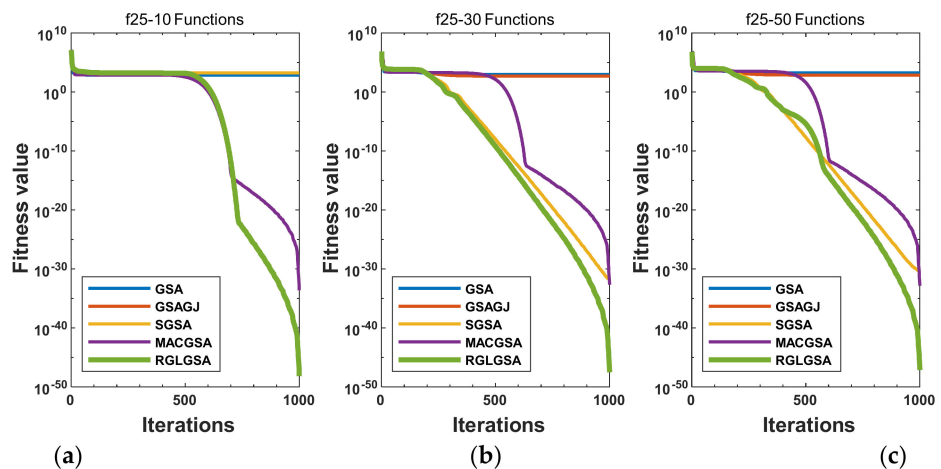 f25-10 Functions
Fitness value
10^10
10^0
10^-10
10^-20
10^-30
10^-40
10^-50
GSA
GSAGJ
SGSA
MACGSA
RGLGSA
0 500 1000
Iterations
(a)
f25-30 Functions
Fitness value
10^10
10^0
10^-10
10^-20
10^-30
10^-40
10^-50
GSA
GSAGJ
SGSA
MACGSA
RGLGSA
0 500 1000
Iterations
(b)
f25-50 Functions
Fitness value
10^10
10^0
10^-10
10^-20
10^-30
10^-40
10^-50
GSA
GSAGJ
SGSA
MACGSA
RGLGSA
0 500 1000
Iterations
(c)